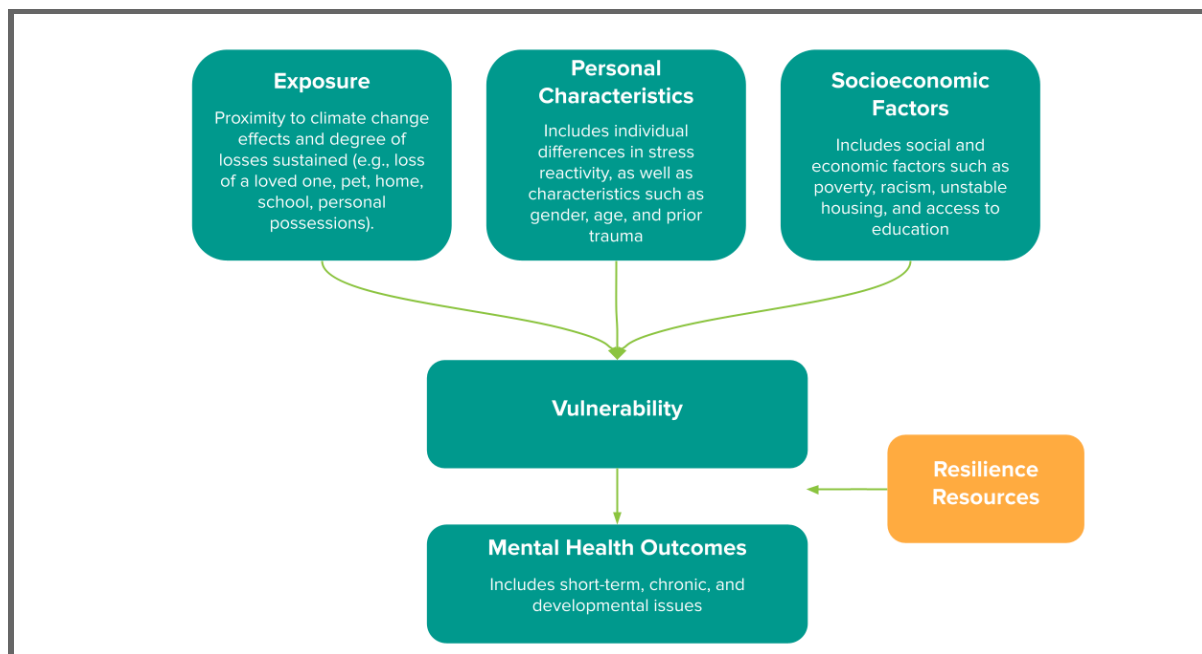 Exposure
Proximity to climate change
effects and degree of
losses sustained (e.g., loss
of a loved one, pet, home,
school, personal
possessions).
Personal
Characteristics
Includes individual
differences in stress
reactivity, as well as
characteristics such as
gender, age, and prior
trauma
Socioeconomic
Factors
Includes social and
economic factors such as
poverty, racism, unstable
housing, and access to
education
Vulnerability
Resilience
Resources
Mental Health Outcomes
Includes short-term, chronic, and
developmental issues